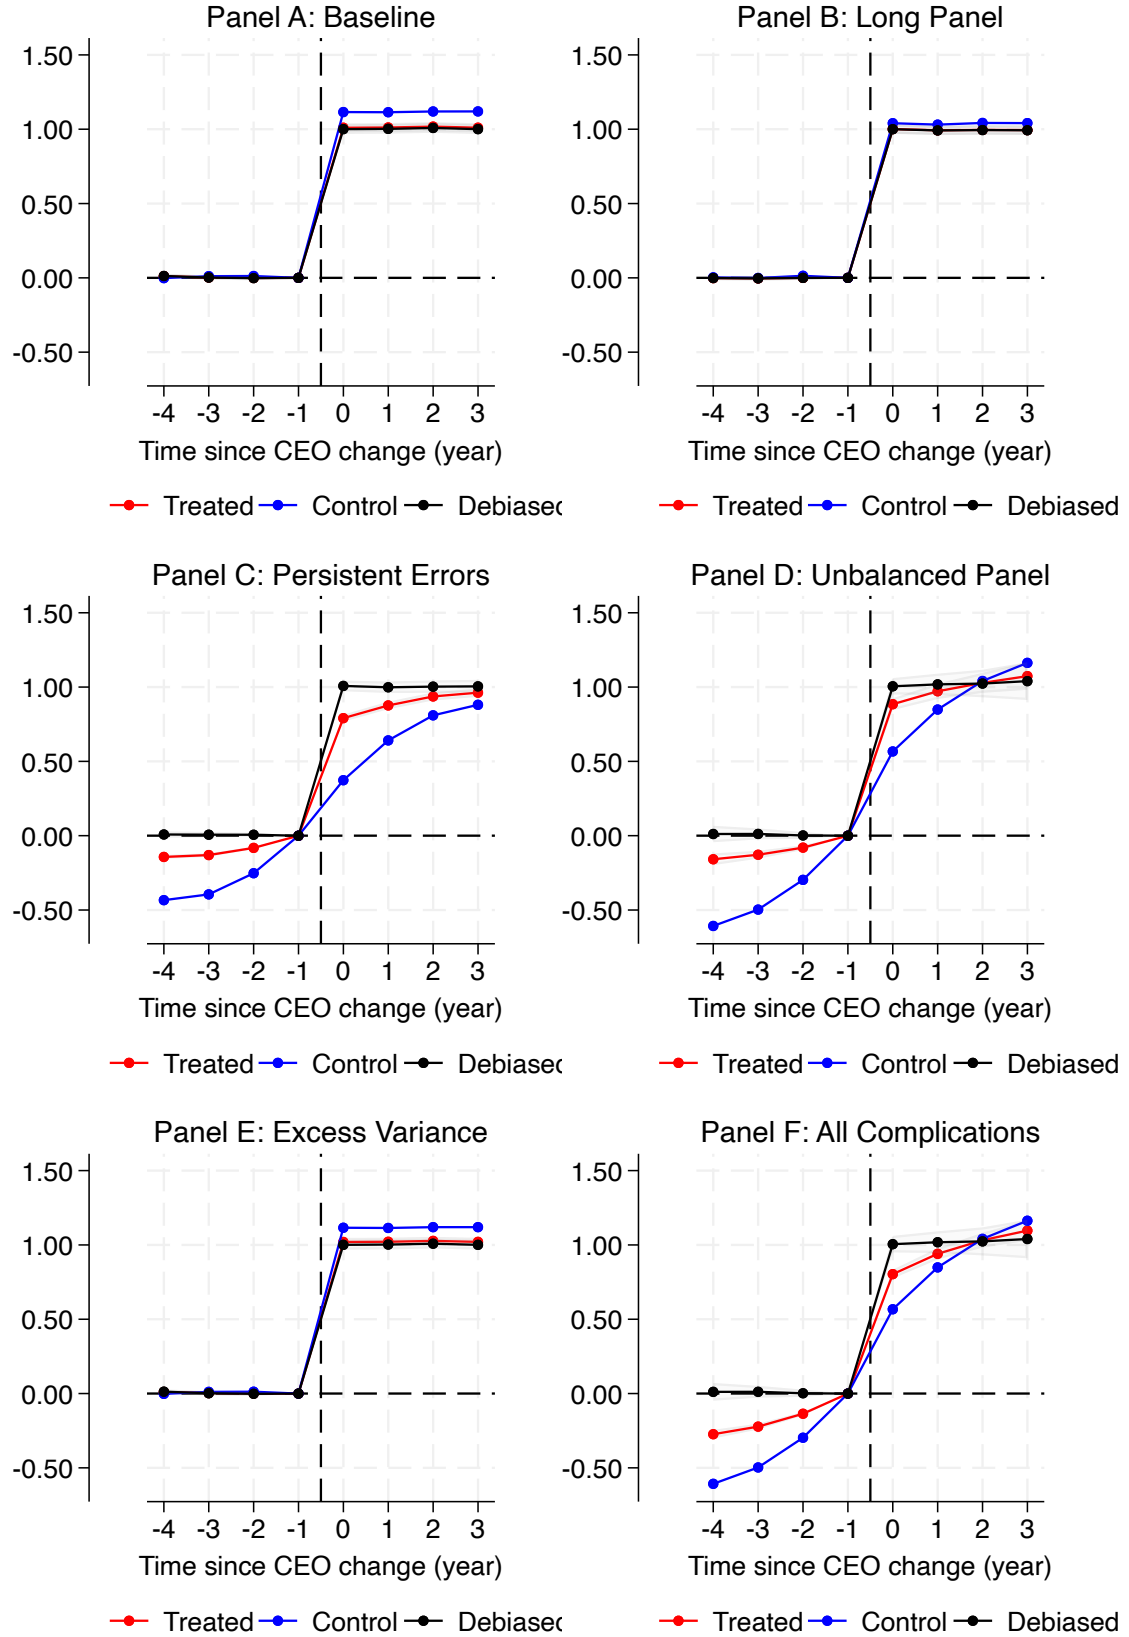 Panel A: Baseline
1.50
1.00
0.50
0.00
-0.50
-4 -3 -2 -1 0 1 2 3
Time since CEO change (year)
Treated Control Debiased
Panel B: Long Panel
1.50
1.00
0.50
0.00
-0.50
-4 -3 -2 -1 0 1 2 3
Time since CEO change (year)
Treated Control Debiased
Panel C: Persistent Errors
1.50
1.00
0.50
0.00
-0.50
-4 -3 -2 -1 0 1 2 3
Time since CEO change (year)
Treated Control Debiased
Panel D: Unbalanced Panel
1.50
1.00
0.50
0.00
-0.50
-4 -3 -2 -1 0 1 2 3
Time since CEO change (year)
Treated Control Debiased
Panel E: Excess Variance
1.50
1.00
0.50
0.00
-0.50
-4 -3 -2 -1 0 1 2 3
Time since CEO change (year)
Treated Control Debiased
Panel F: All Complications
1.50
1.00
0.50
0.00
-0.50
-4 -3 -2 -1 0 1 2 3
Time since CEO change (year)
Treated Control Debiased